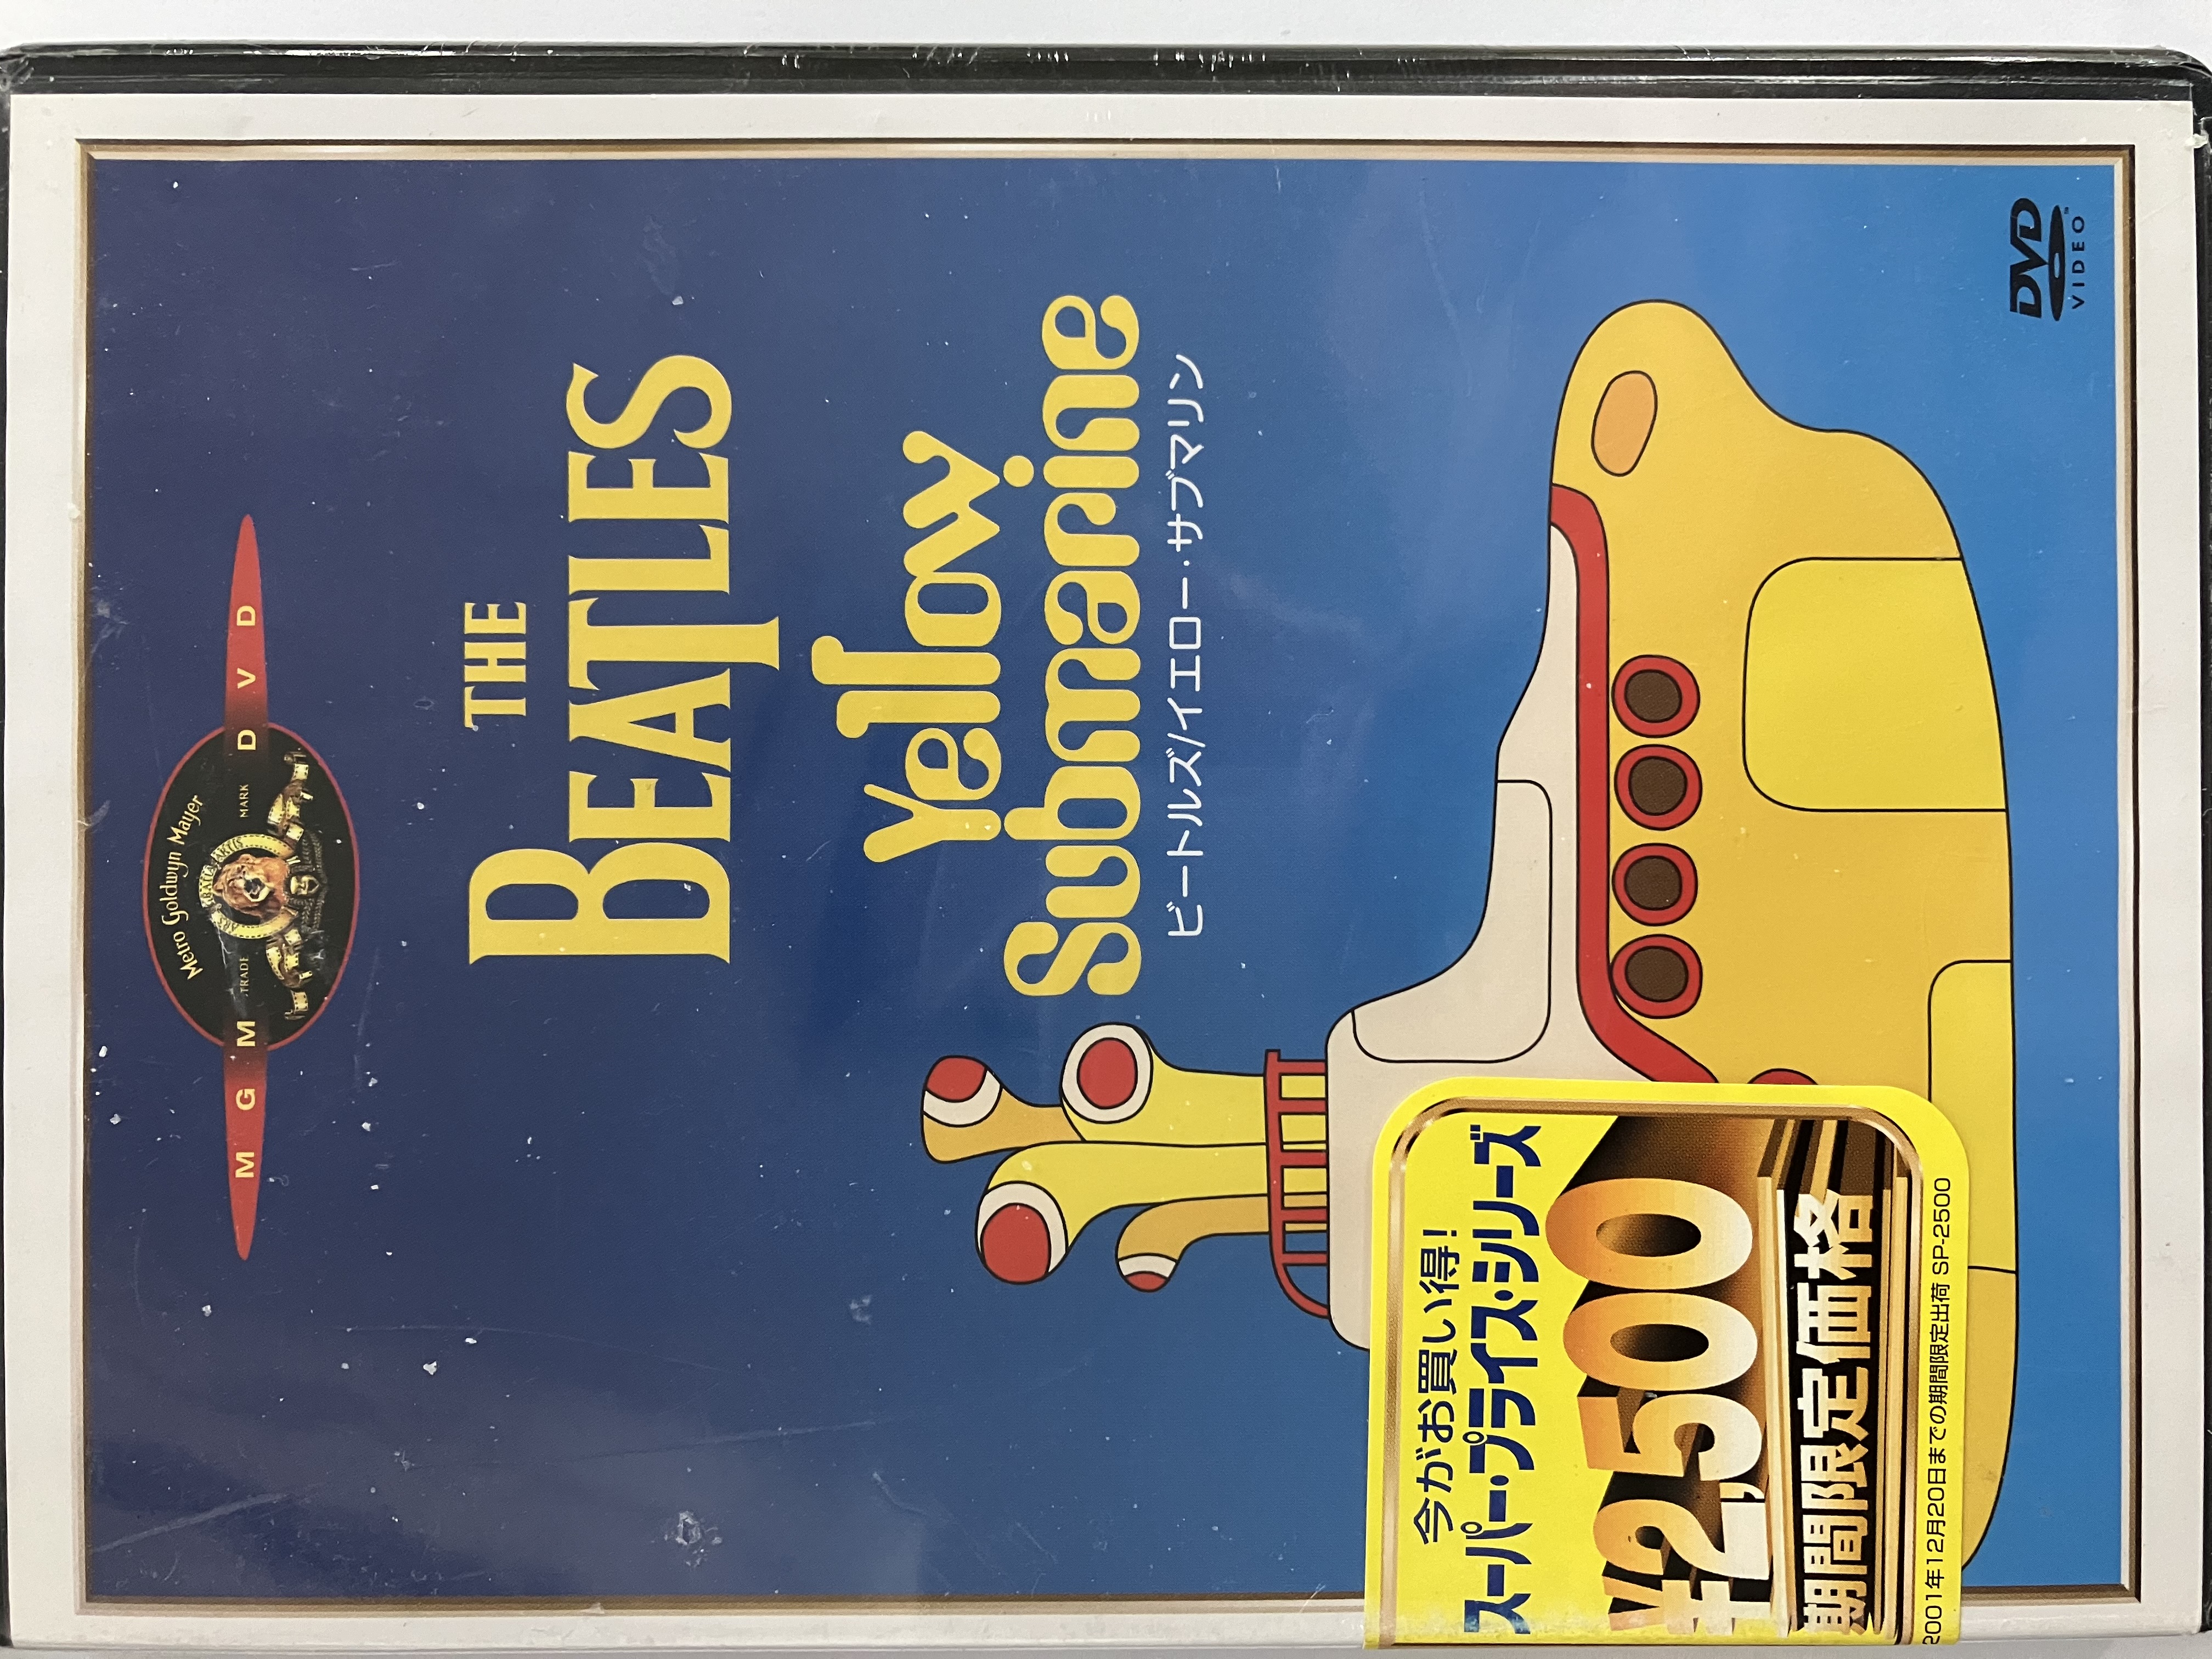 Metro Goldwyn Mayer
TRADE MARK
MGM DVD
THE
BEATLES
Yellow
Submarine
ビートルズ/イエロー・サブマリン
今がお買い得!
スーパー・プライス・シリーズ
¥2,500
期間限定価格
2001年12月20日までの期間限定出荷 SP-2500
DVD
VIDEO